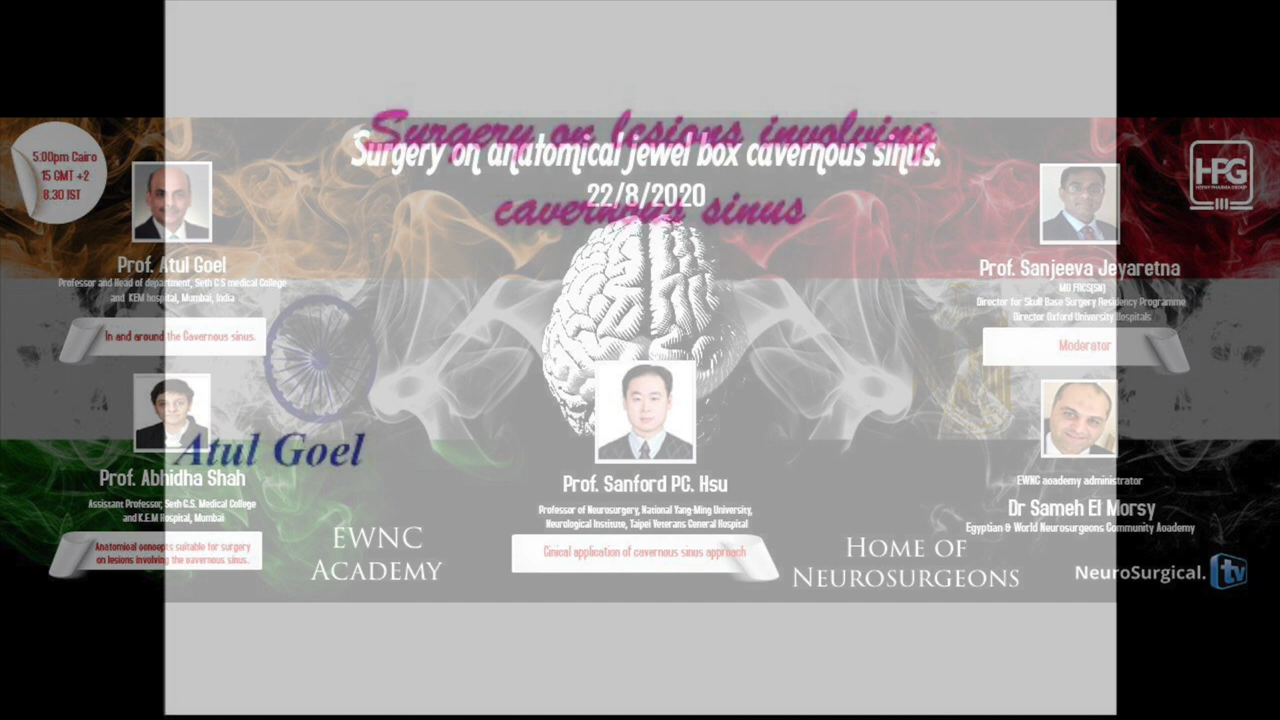 Surgery on lesions involving
cavernous sinus
Atul Goel
Surgery on anatomical jewel box cavernous sinus.
22/8/2020
5:00pm Cairo
15 GMT +2
8.30 IST
Prof. Atul Goel
Professor and Head of department, Seth G S medical College
and KEM hospital, Mumbai, India
In and around the Cavernous sinus.
Prof. Abhidha Shah
Assistant Professor, Seth G.S. Medical College
and K.E.M Hospital, Mumbai
Anatomical concepts suitable for surgery
on lesions involving the cavernous sinus.
EWNC
ACADEMY
Prof. Sanford PC. Hsu
Professor of Neurosurgery, National Yang-Ming University,
Neurological Institute, Taipei Veterans General Hospital
Cinical application of cavernous sinus approach
HPG
Prof. Sanjeeva Jeyaretna
MD FRCS(SN)
Director for Skull Base Surgery Residency Programme
Director Oxford University Hospitals
Moderator
EWNC acadmy administrator
Dr Sameh El Morsy
Egyptian & World Neurosurgeons Community Academy
HOME OF
NEUROSURGEONS
NeuroSurgical.tv